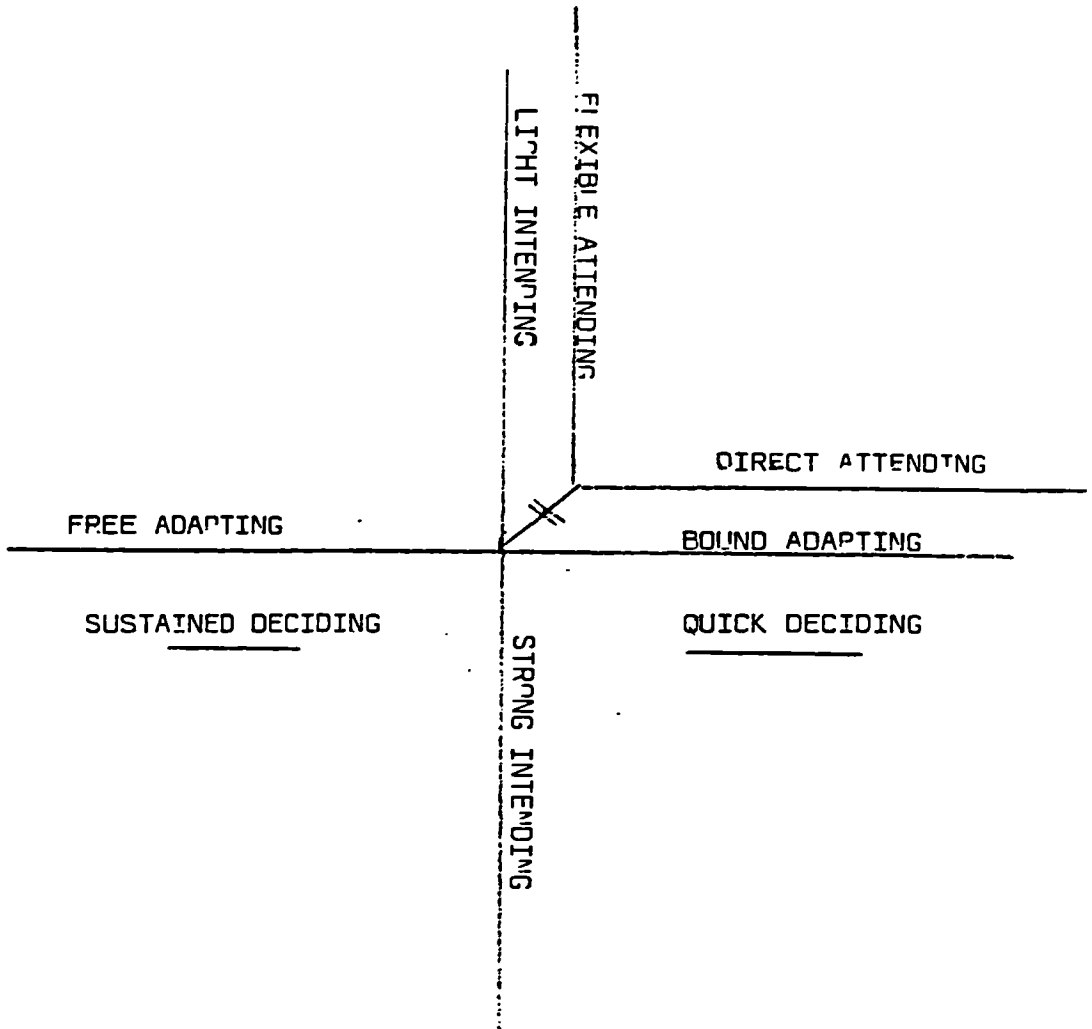 LIGHT INTENDING
FLEXIBLE ATTENDING
DIRECT ATTENDING
FREE ADAPTING
BOUND ADAPTING
SUSTAINED DECIDING
QUICK DECIDING
STRONG INTENDING